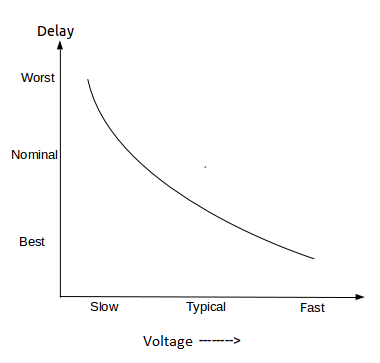 Delay
Worst
Nominal
Best
Slow Typical Fast
Voltage -------->